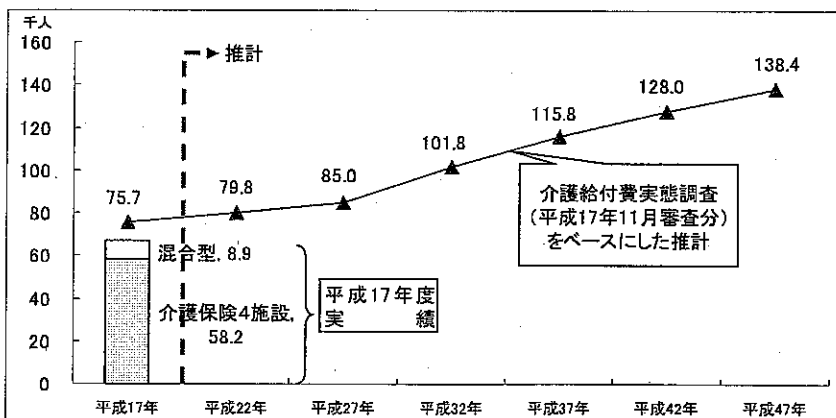 千人
160
140
120
100
80
60
40
20
0
推計
75.7
79.8
85.0
101.8
115.8
128.0
138.4
混合型, 8.9
介護保険4施設,
58.2
平成17年度
実績
介護給付費実態調査
(平成17年11月審査分)
をベースにした推計
平成17年 平成22年 平成27年 平成32年 平成37年 平成42年 平成47年